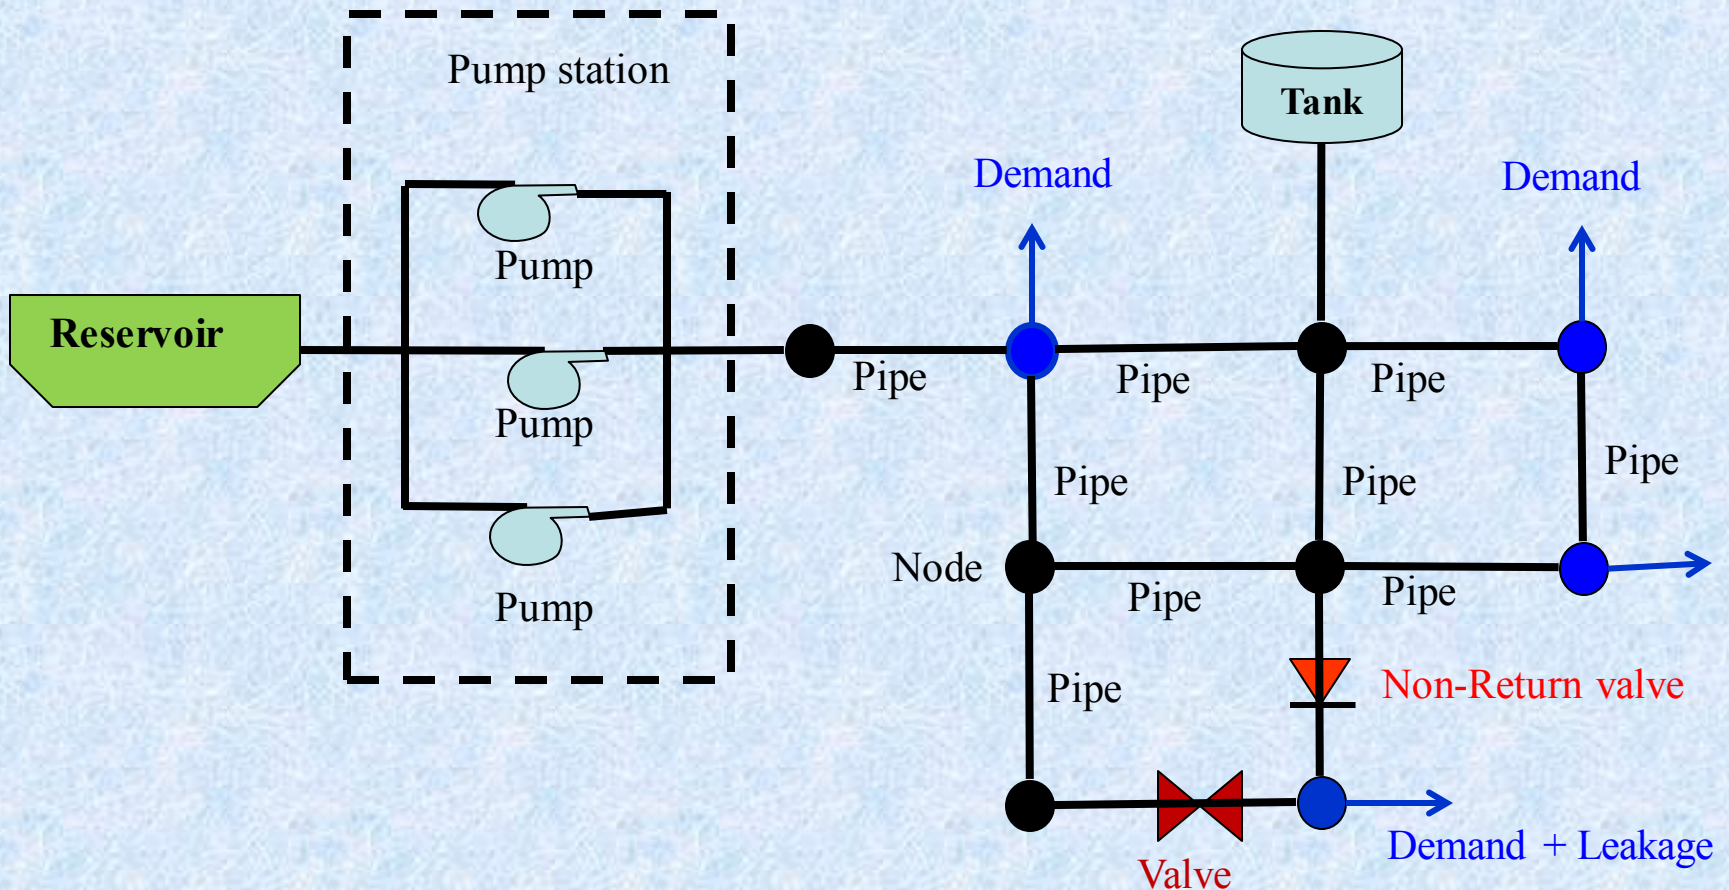 Pump station
Tank
Demand
Demand
Pump
Reservoir
Pipe
Pipe
Pipe
Pump
Pipe
Pipe
Pipe
Node
Pipe
Pipe
Pump
Pipe
Non-Return valve
Demand + Leakage
Valve